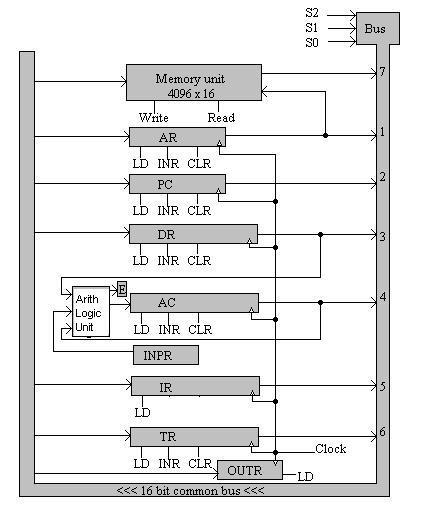 S2
S1
S0
Bus
7
Memory unit
4096 x 16
Write Read
1
AR
LD INR CLR
2
PC
LD INR CLR
3
DR
LD INR CLR
4
E
Arith
Logic
Unit
AC
LD INR CLR
INPR
5
IR
LD
6
TR
Clock
LD INR CLR
OUTR
LD
<<< 16 bit common bus <<<